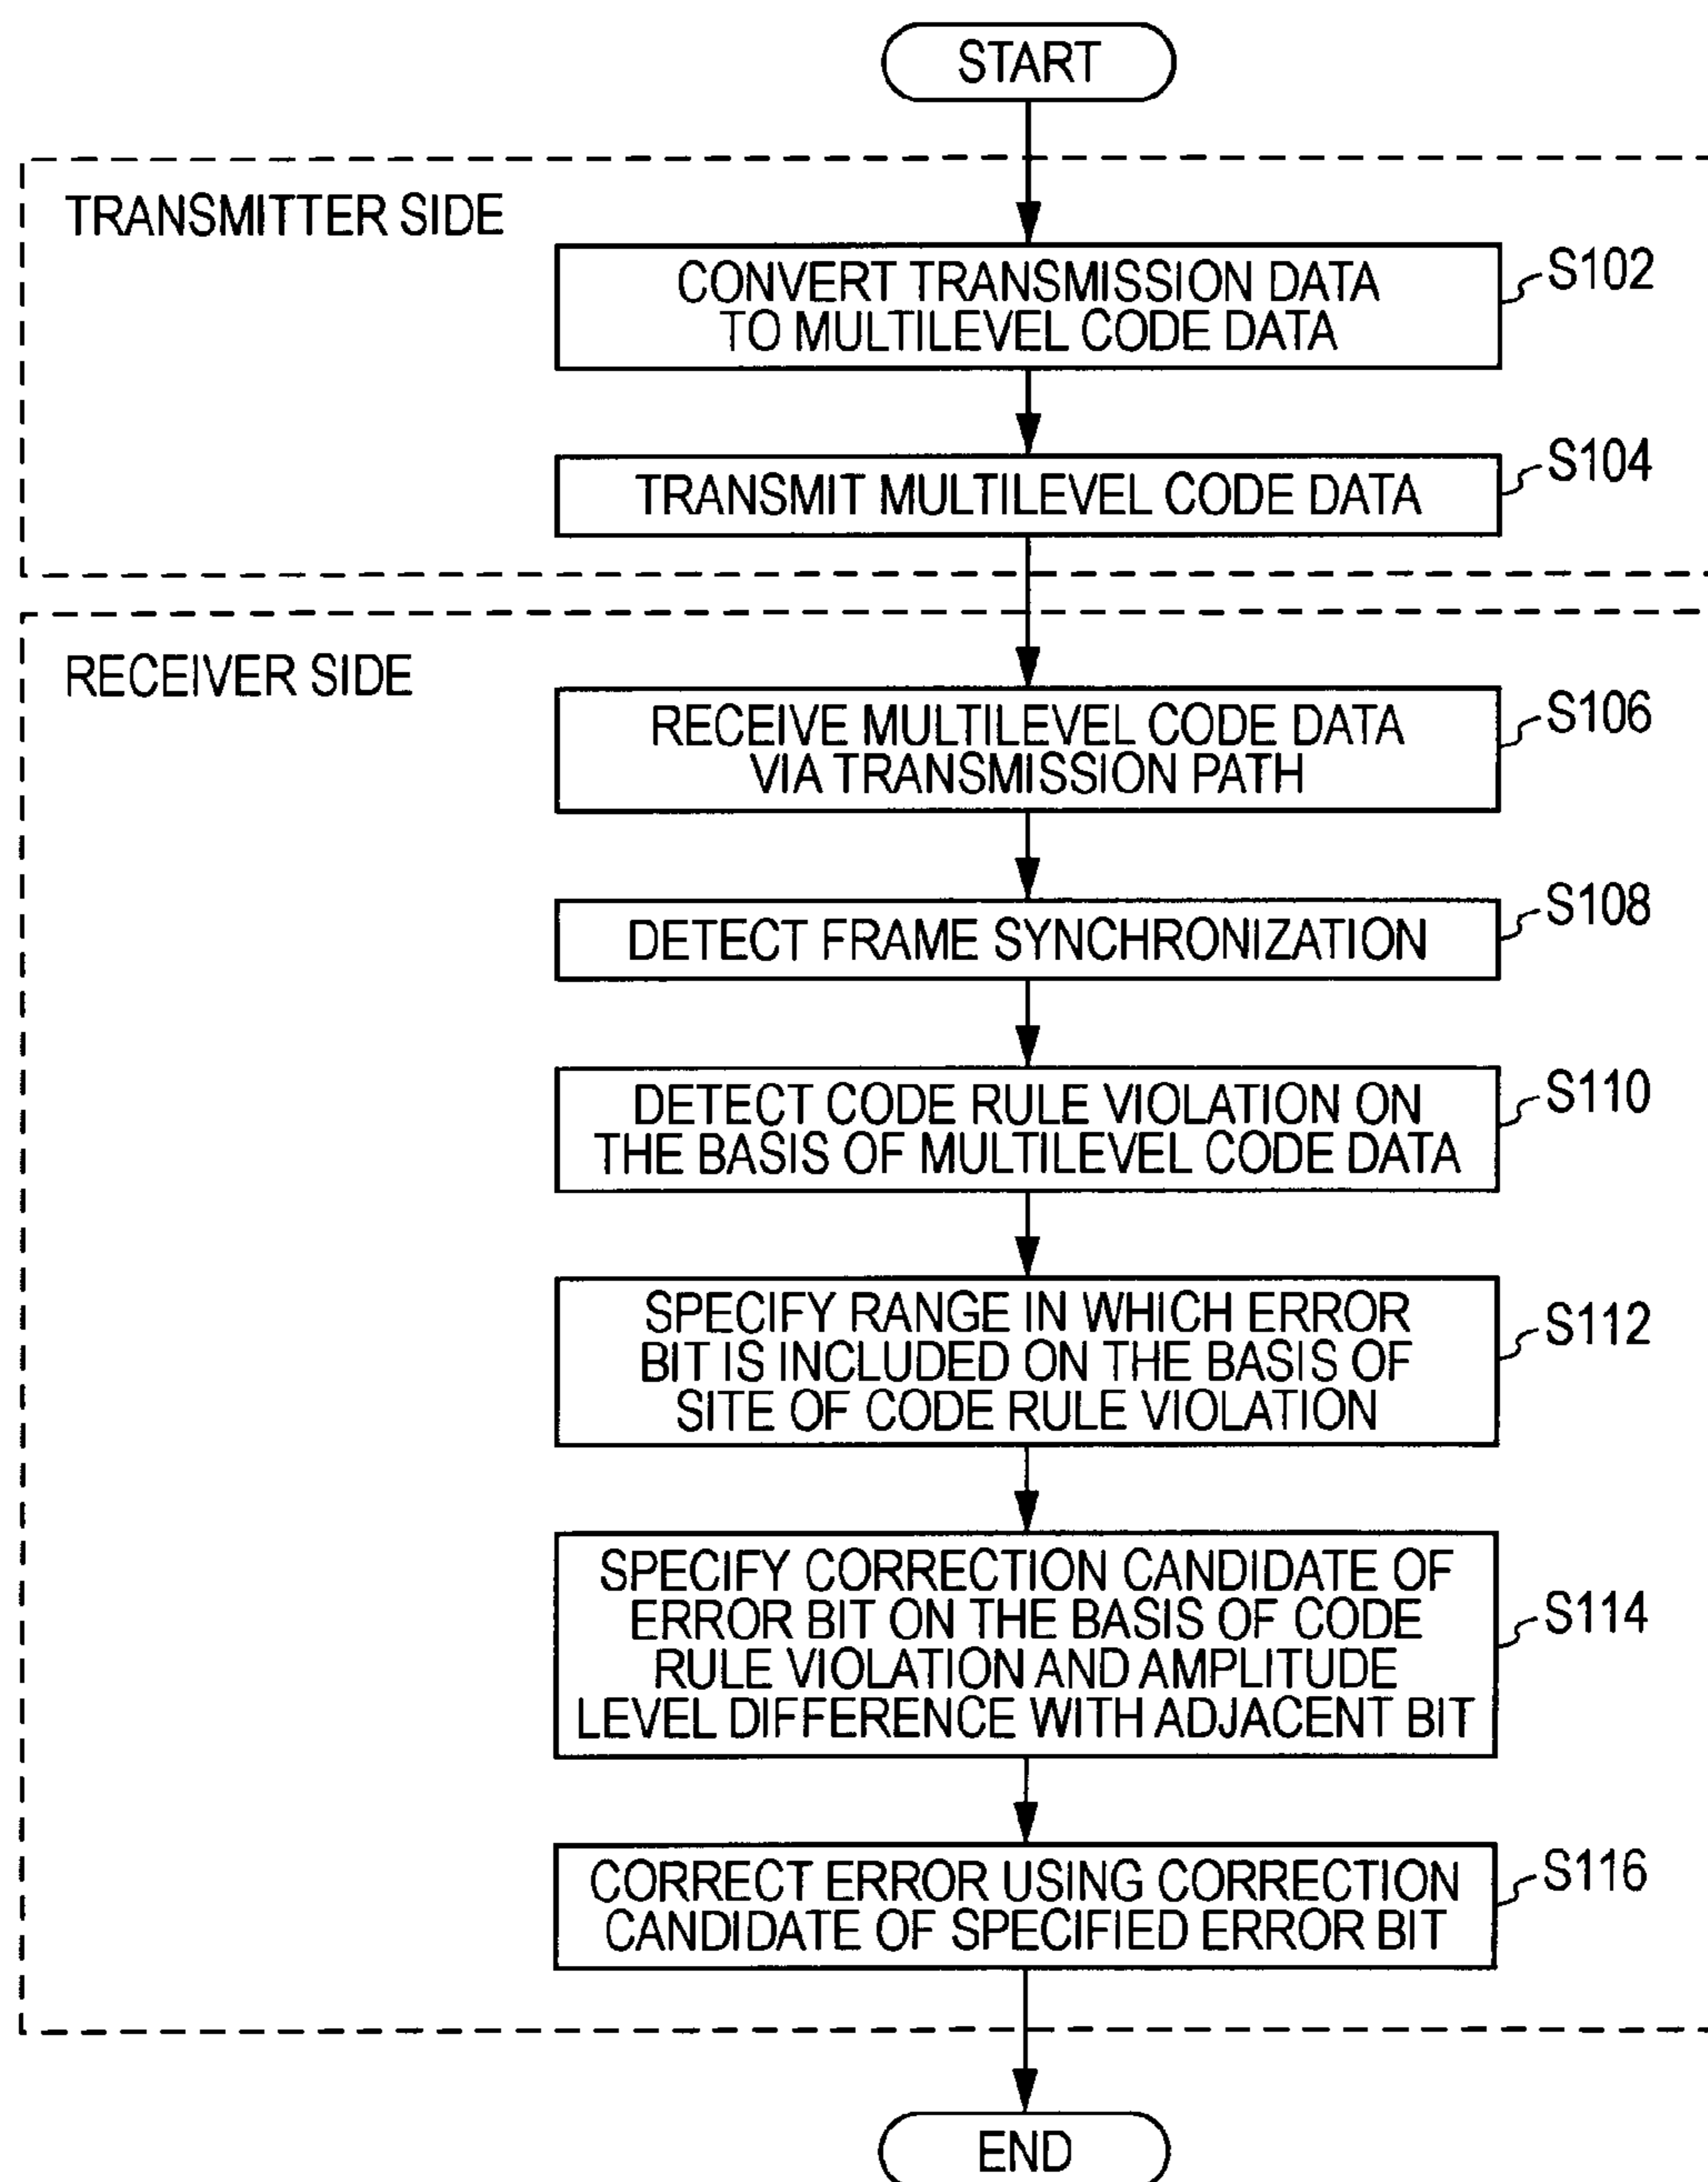 START
TRANSMITTER SIDE
CONVERT TRANSMISSION DATA
TO MULTILEVEL CODE DATA
S102
TRANSMIT MULTILEVEL CODE DATA
S104
RECEIVER SIDE
RECEIVE MULTILEVEL CODE DATA
VIA TRANSMISSION PATH
S106
DETECT FRAME SYNCHRONIZATION
S108
DETECT CODE RULE VIOLATION ON
THE BASIS OF MULTILEVEL CODE DATA
S110
SPECIFY RANGE IN WHICH ERROR
BIT IS INCLUDED ON THE BASIS OF
SITE OF CODE RULE VIOLATION
S112
SPECIFY CORRECTION CANDIDATE OF
ERROR BIT ON THE BASIS OF CODE
RULE VIOLATION AND AMPLITUDE
LEVEL DIFFERENCE WITH ADJACENT BIT
S114
CORRECT ERROR USING CORRECTION
CANDIDATE OF SPECIFIED ERROR BIT
S116
END